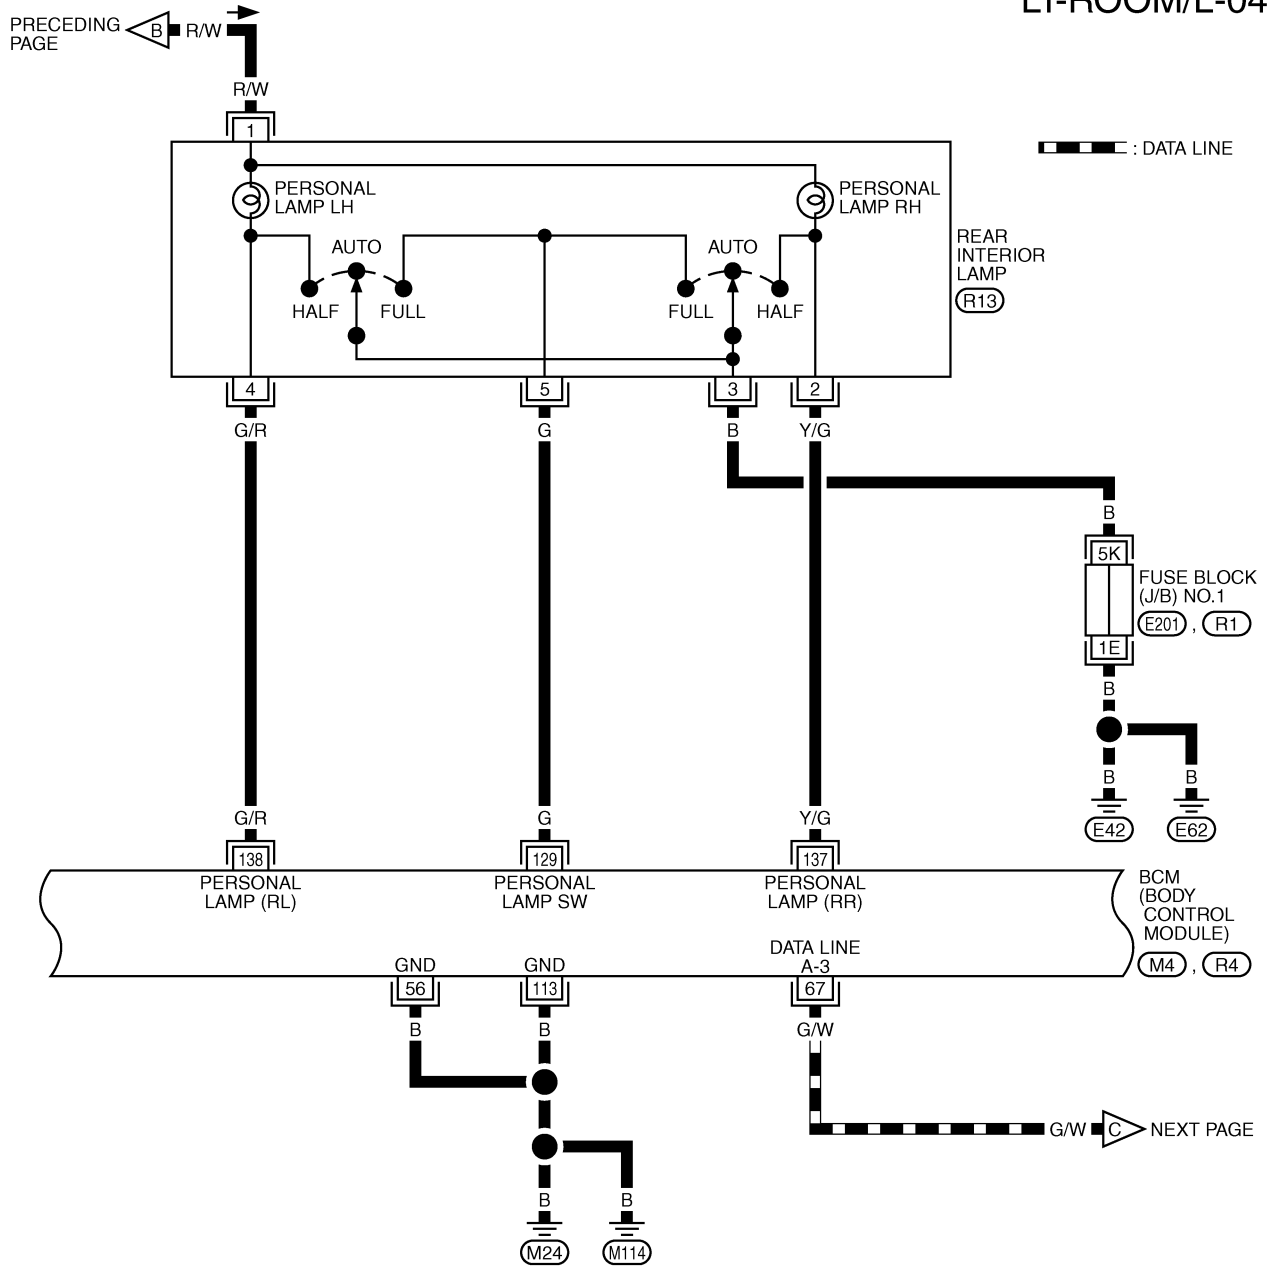 LT-ROOM/L-04
PRECEDING
PAGE
B
R/W
R/W
1
: DATA LINE
PERSONAL
LAMP LH
PERSONAL
LAMP RH
AUTO
HALF
FULL
AUTO
FULL
HALF
REAR
INTERIOR
LAMP
R13
4
5
3
2
G/R
G
B
Y/G
B
5K
FUSE BLOCK
(J/B) NO.1
E201 , R1
1E
B
B
B
E42
E62
G/R
G
Y/G
138
129
137
PERSONAL
LAMP (RL)
PERSONAL
LAMP SW
PERSONAL
LAMP (RR)
BCM
(BODY
CONTROL
MODULE)
M4 , R4
GND
GND
DATA LINE
A-3
56
113
67
B
B
G/W
G/W
C
NEXT PAGE
B
B
M24
M114